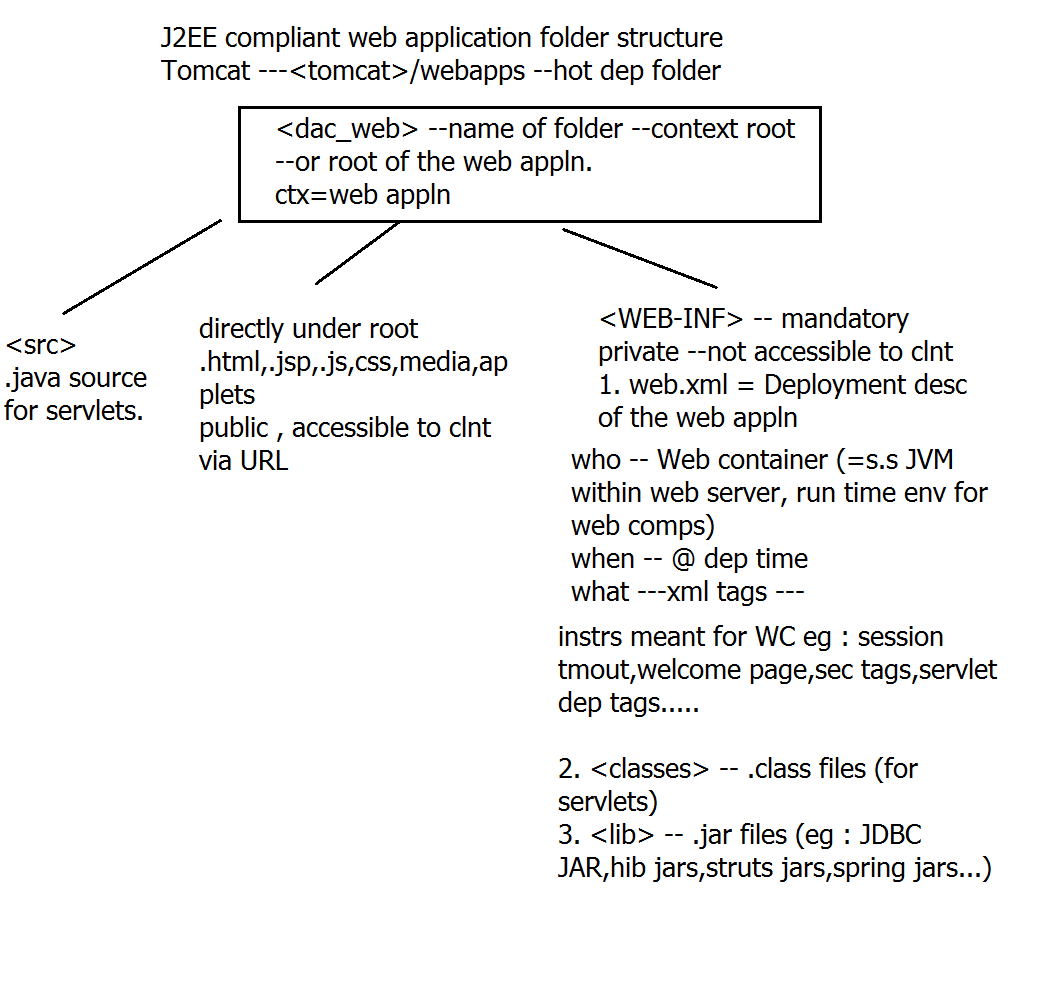 J2EE compliant web application folder structure
Tomcat ---<tomcat>/webapps --hot dep folder
<dac_web> --name of folder --context root
--or root of the web appln.
ctx=web appln
<src>
.java source
for servlets.
directly under root
.html,.jsp,.js,css,media,ap
plets
public , accessible to clnt
via URL
<WEB-INF> -- mandatory
private --not accessible to clnt
1. web.xml = Deployment desc
of the web appln
who -- Web container (=s.s JVM
within web server, run time env for
web comps)
when -- @ dep time
what ---xml tags ---
instrs meant for WC eg : session
tmout,welcome page,sec tags,servlet
dep tags.....
2. <classes> -- .class files (for
servlets)
3. <lib> -- .jar files (eg : JDBC
JAR,hib jars,struts jars,spring jars...)